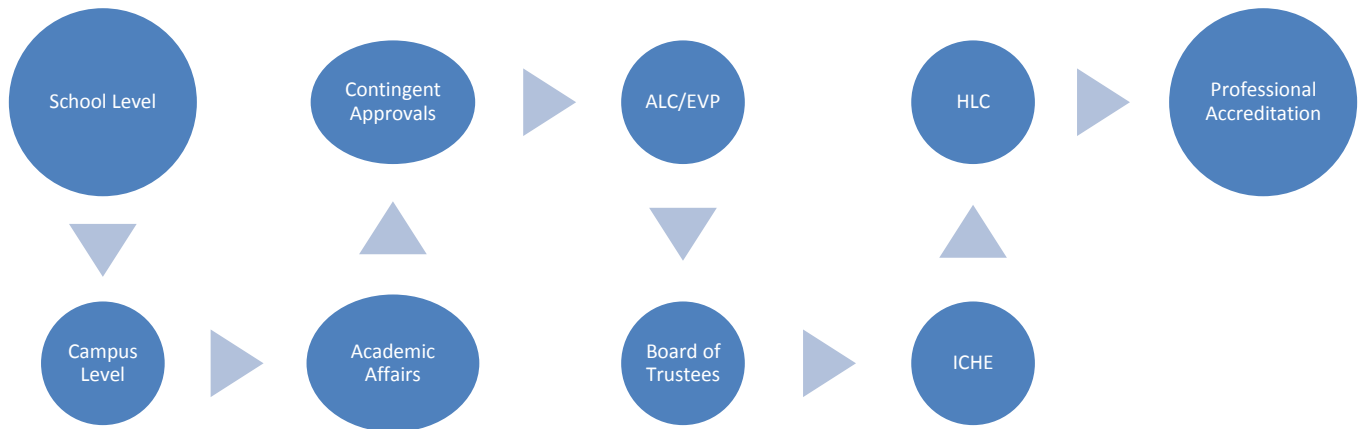 School Level
Contingent
Approvals
ALC/EVP
HLC
Professional
Accreditation
Campus
Level
Academic
Affairs
Board of
Trustees
ICHE